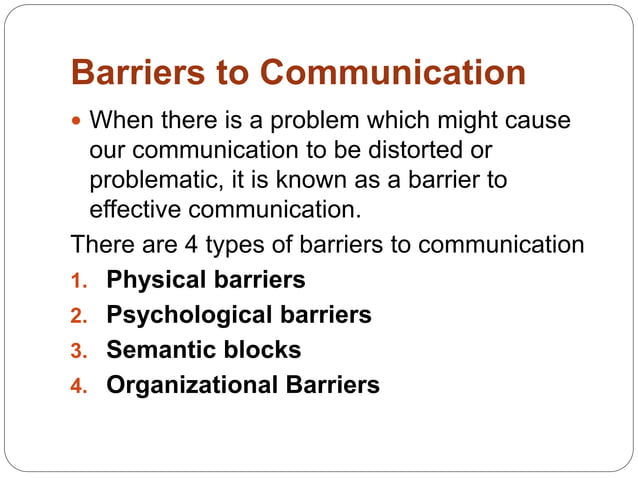 Barriers to Communication
• When there is a problem which might cause
our communication to be distorted or
problematic, it is known as a barrier to
effective communication.
There are 4 types of barriers to communication
1. Physical barriers
2. Psychological barriers
3. Semantic blocks
4. Organizational Barriers